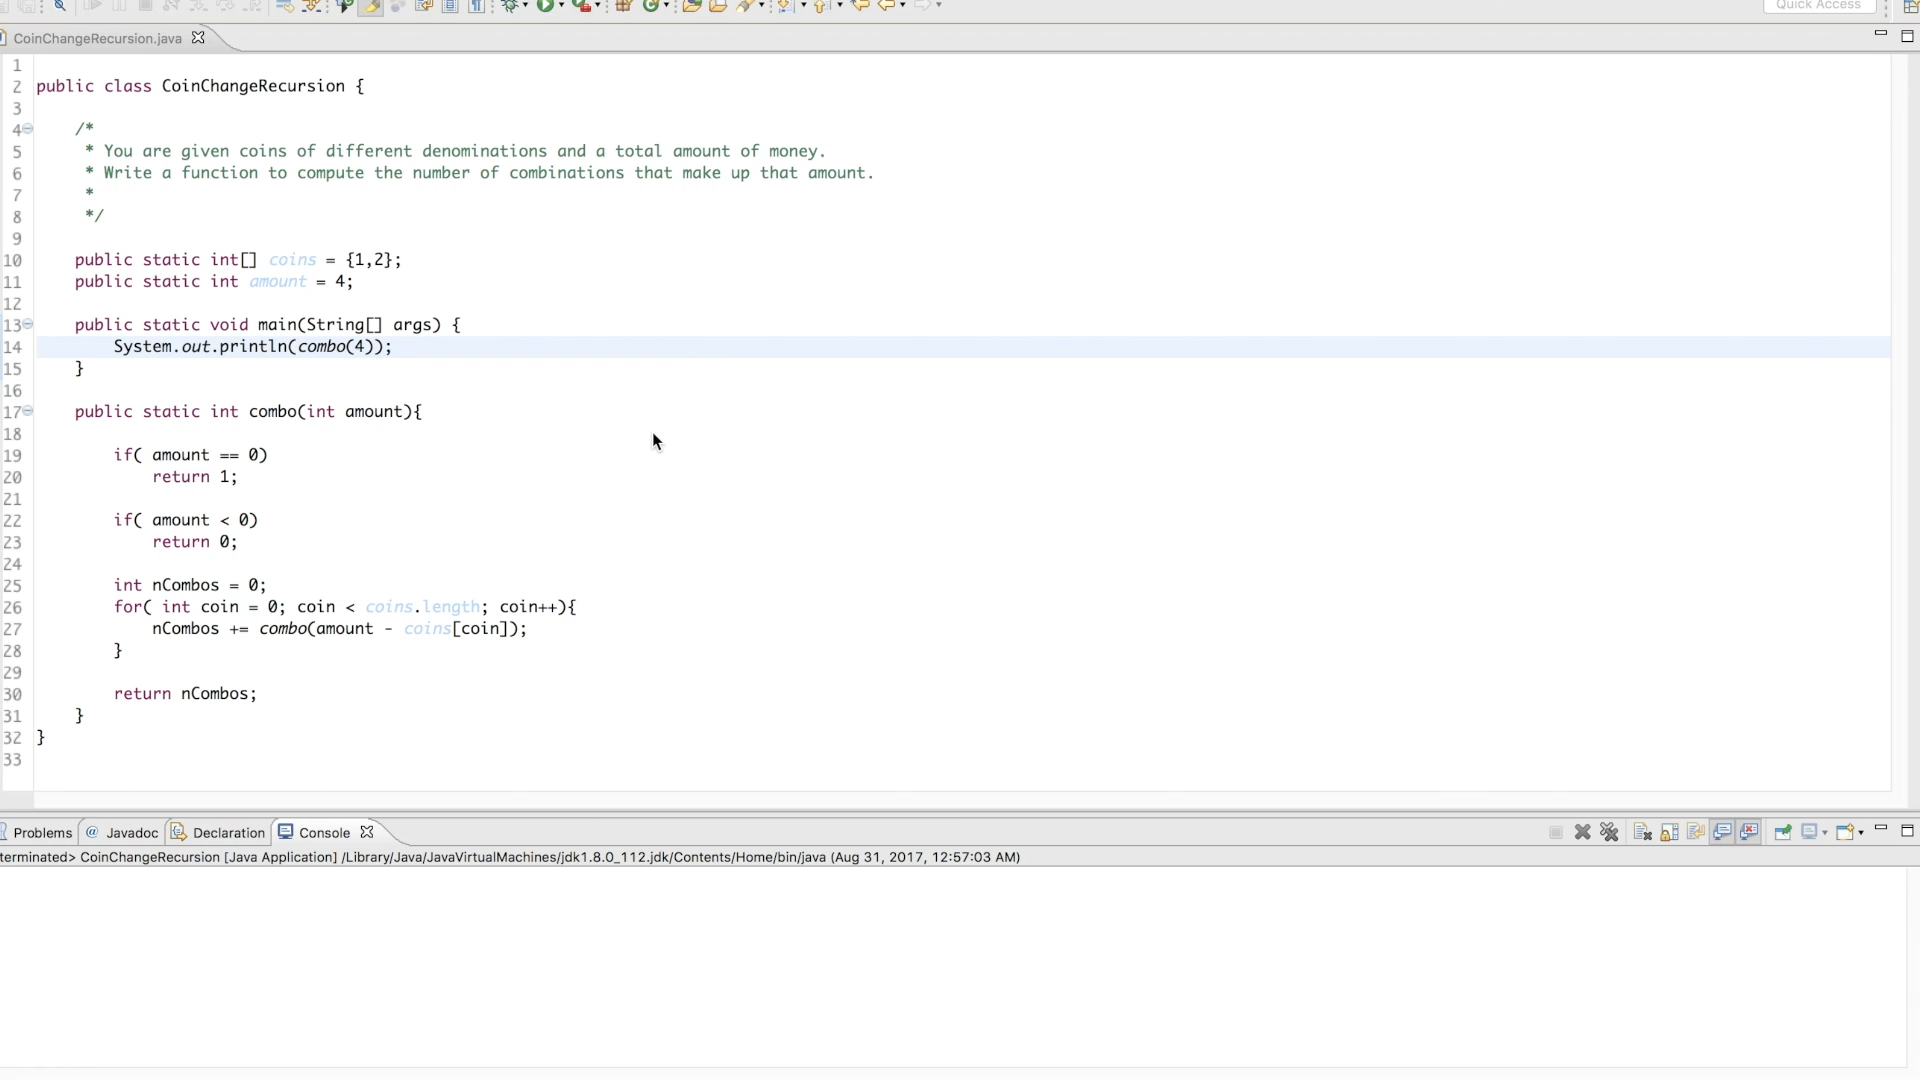 Quick Access
CoinChangeRecursion.java
1
2 public class CoinChangeRecursion {
3
4 /*
5 * You are given coins of different denominations and a total amount of money.
6 * Write a function to compute the number of combinations that make up that amount.
7 *
8 */
9
10 public static int[] coins = {1,2};
11 public static int amount = 4;
12
13 public static void main(String[] args) {
14 System.out.println(combo(4));
15 }
16
17 public static int combo(int amount){
18
19 if( amount == 0)
20 return 1;
21
22 if( amount < 0)
23 return 0;
24
25 int nCombos = 0;
26 for( int coin = 0; coin < coins.length; coin++){
27 nCombos += combo(amount - coins[coin]);
28 }
29
30 return nCombos;
31 }
32 }
33
Problems @ Javadoc Declaration Console
terminated> CoinChangeRecursion [Java Application] /Library/Java/JavaVirtualMachines/jdk1.8.0_112.jdk/Contents/Home/bin/java (Aug 31, 2017, 12:57:03 AM)